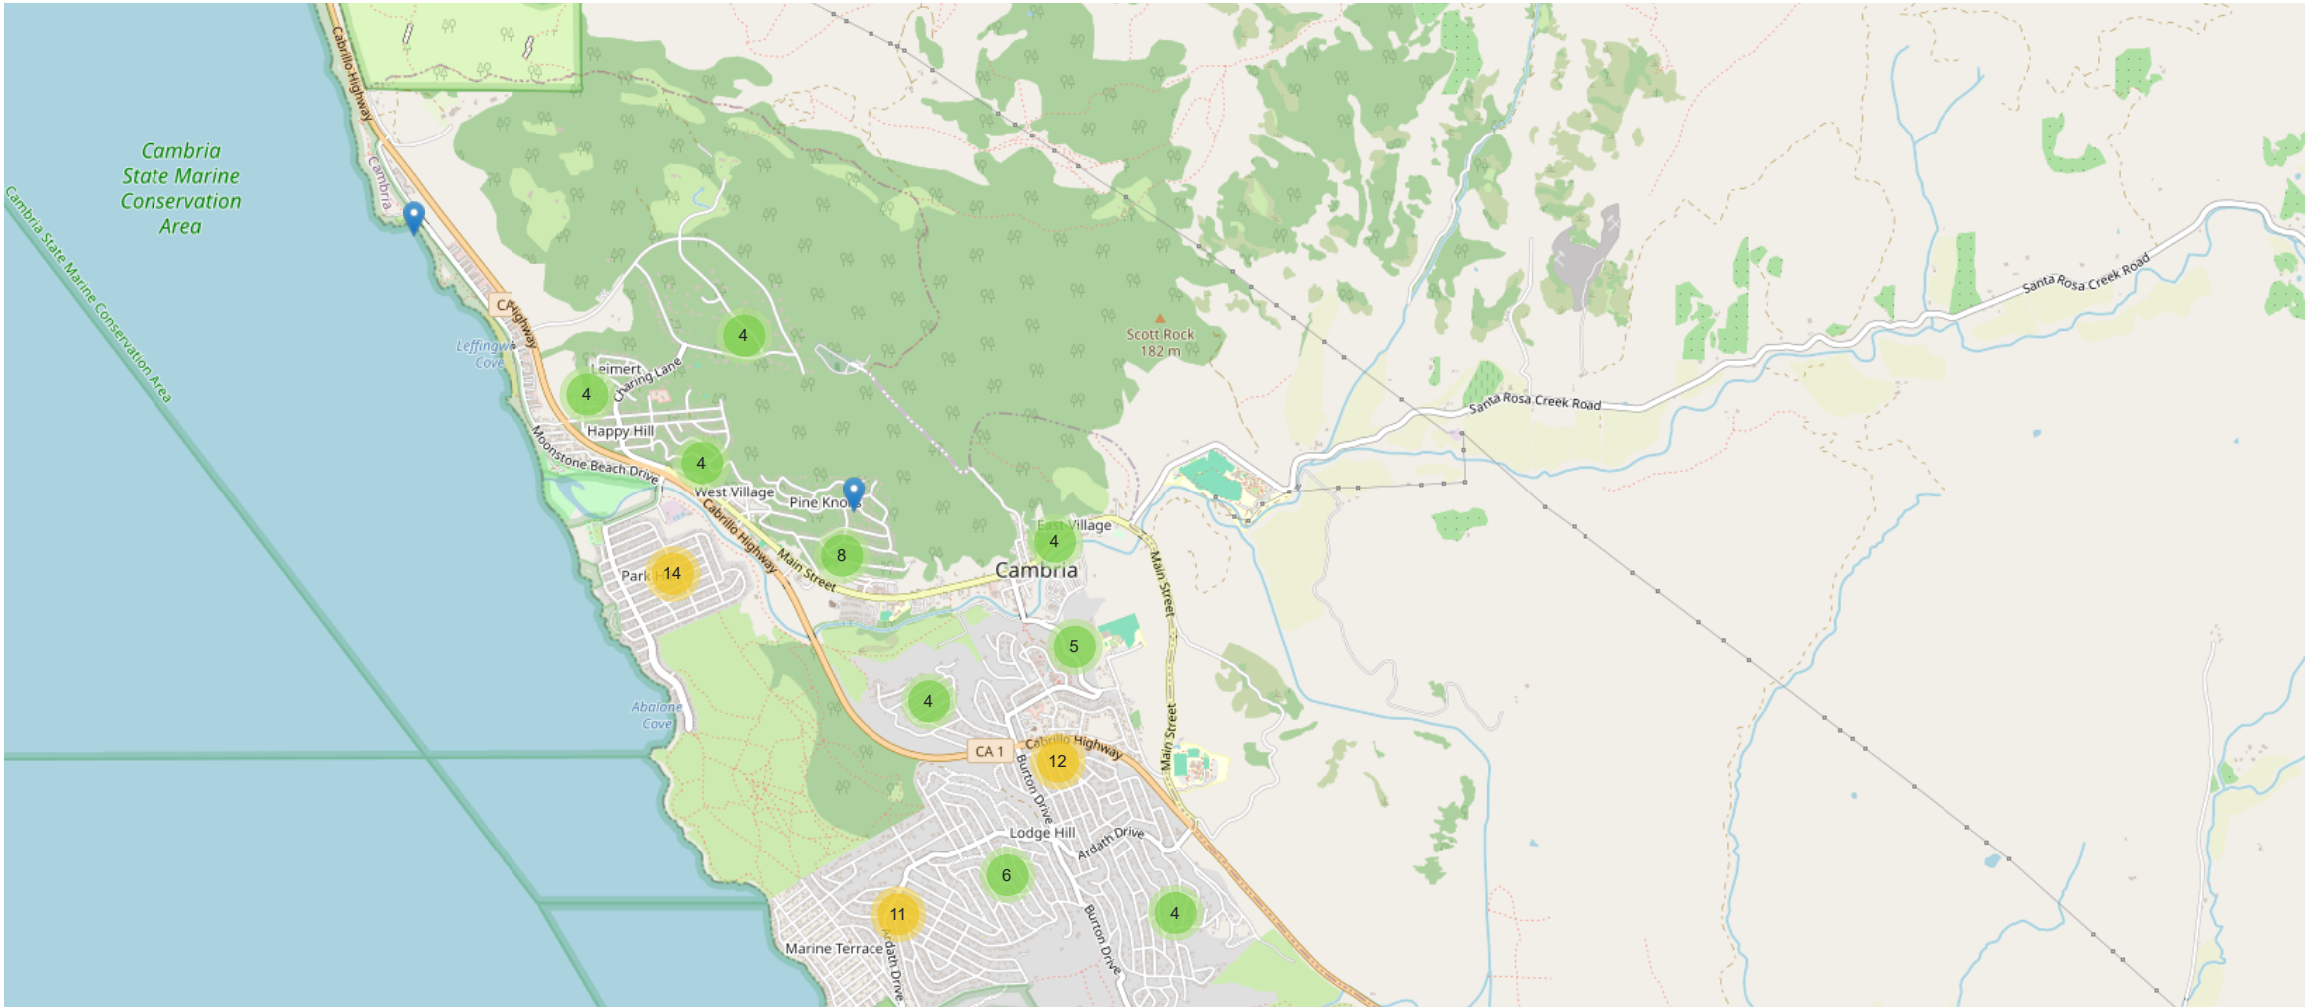 Cabrillo Highway
Cambria
State Marine
Conservation
Area
Cambria
Cambria State Marine Conservation Area
CA
Highway
Santa Rosa Creek Road
Scott Rock
182 m
4
Cove
Leimert
Charing Lane
4
Santa Rosa Creek Road
Happy Hill
Moonstone Beach Drive
4
West Village
Pine
Cabrillo Highway
East Village
4
8
Main Street
Cambria
Main Street
Park
14
5
4
Abalone
Cove
Main Street
CA 1
Cabrillo Highway
12
Burton Drive
Lodge Hill
Ardath Drive
6
11
4
Marine Terrace
Ardath Drive
Burton Drive